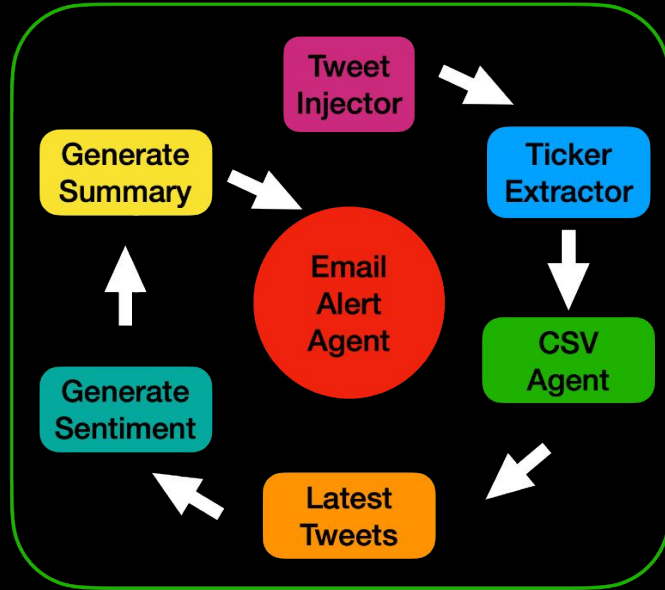 Tweet
Injector
Ticker
Extractor
CSV
Agent
Latest
Tweets
Generate
Sentiment
Generate
Summary
Email
Alert
Agent